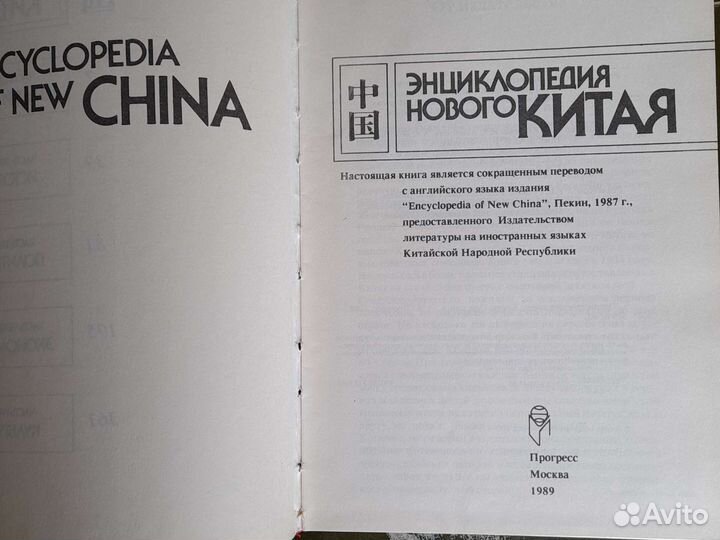 CYCLOPEDIA
F NEW CHINA
中国
ЭНЦИКЛОПЕДИЯ
НОВОГО КИТАЯ
Настоящая книга является сокращенным переводом
с английского языка издания
“Encyclopedia of New China”, Пекин, 1987 г.,
предоставленного Издательством
литературы на иностранных языках
Китайской Народной Республики
Прогресс
Москва
1989
Avito